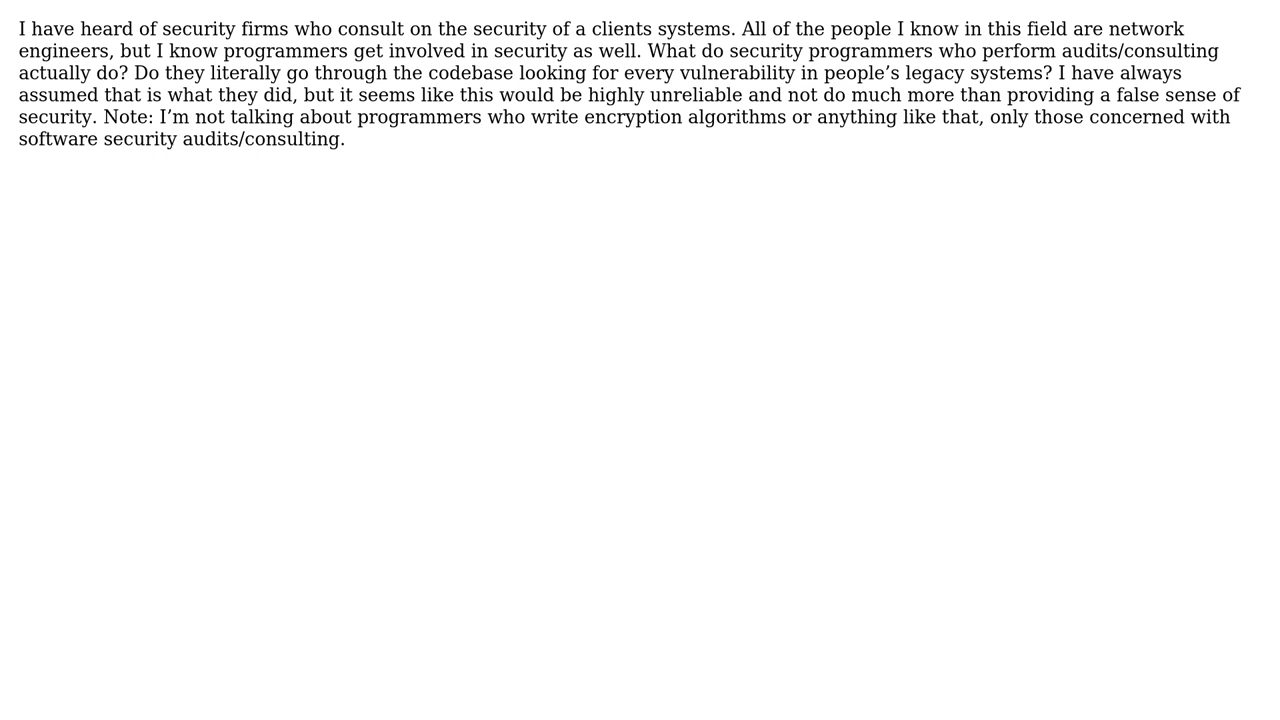 I have heard of security firms who consult on the security of a clients systems. All of the people I know in this field are network
engineers, but I know programmers get involved in security as well. What do security programmers who perform audits/consulting
actually do? Do they literally go through the codebase looking for every vulnerability in people’s legacy systems? I have always
assumed that is what they did, but it seems like this would be highly unreliable and not do much more than providing a false sense of
security. Note: I’m not talking about programmers who write encryption algorithms or anything like that, only those concerned with
software security audits/consulting.